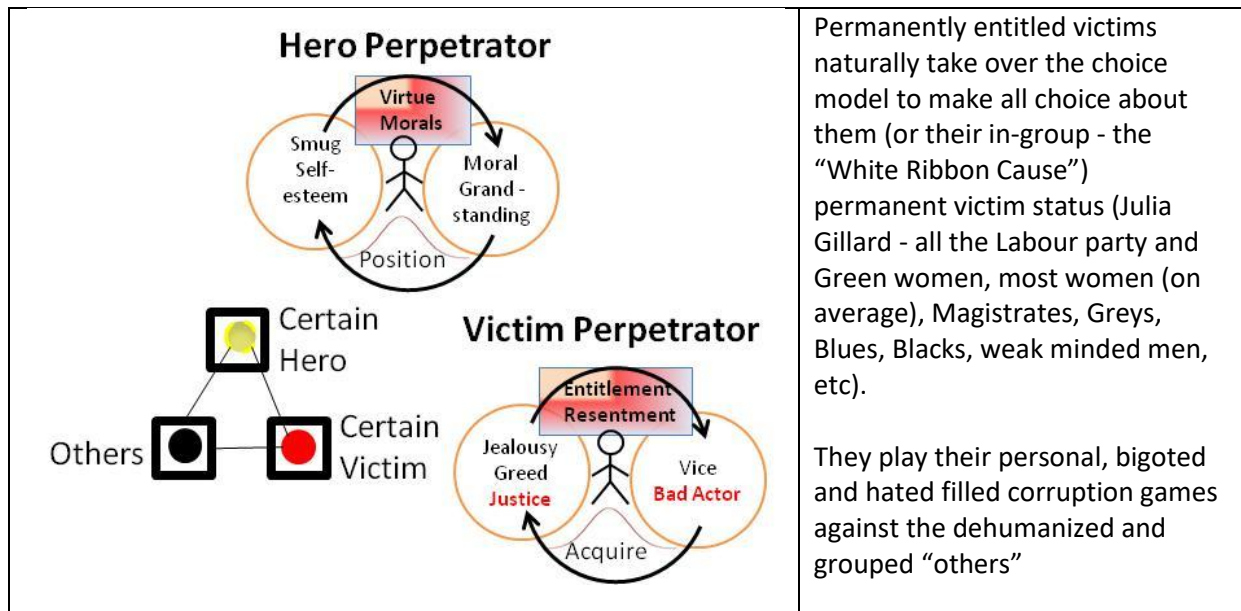 Hero Perpetrator
Virtue
Morals
Smug
Self-
esteem
Moral
Grand -
standing
Position
Certain
Hero
Others
Certain
Victim
Victim Perpetrator
Entitlement
Resentment
Jealousy
Greed
Justice
Vice
Bad Actor
Acquire
Permanently entitled victims
naturally take over the choice
model to make all choice about
them (or their in-group - the
“White Ribbon Cause”)
permanent victim status (Julia
Gillard - all the Labour party and
Green women, most women (on
average), Magistrates, Greys,
Blues, Blacks, weak minded men,
etc).
They play their personal, bigoted
and hated filled corruption games
against the dehumanized and
grouped “others”